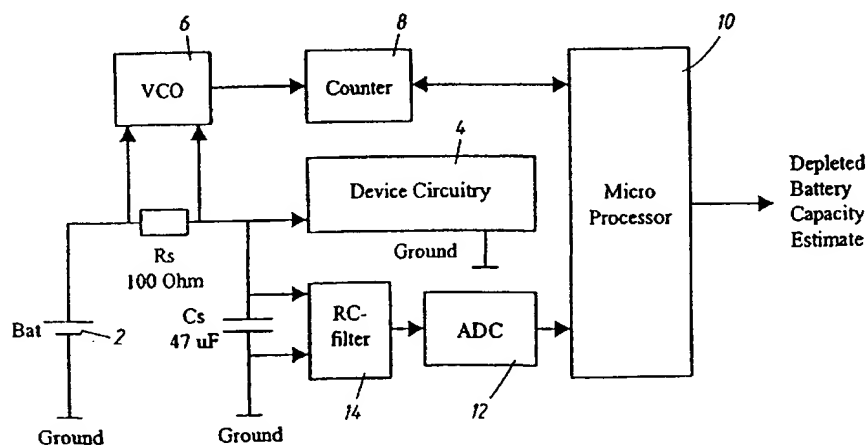 6
8
10
VCO
Counter
4
Device Circuitry
Micro
Processor
Depleted
Battery
Capacity
Estimate
Rs
100 Ohm
Ground
Bat
2
Cs
47 uF
RC-
filter
ADC
14
12
Ground
Ground